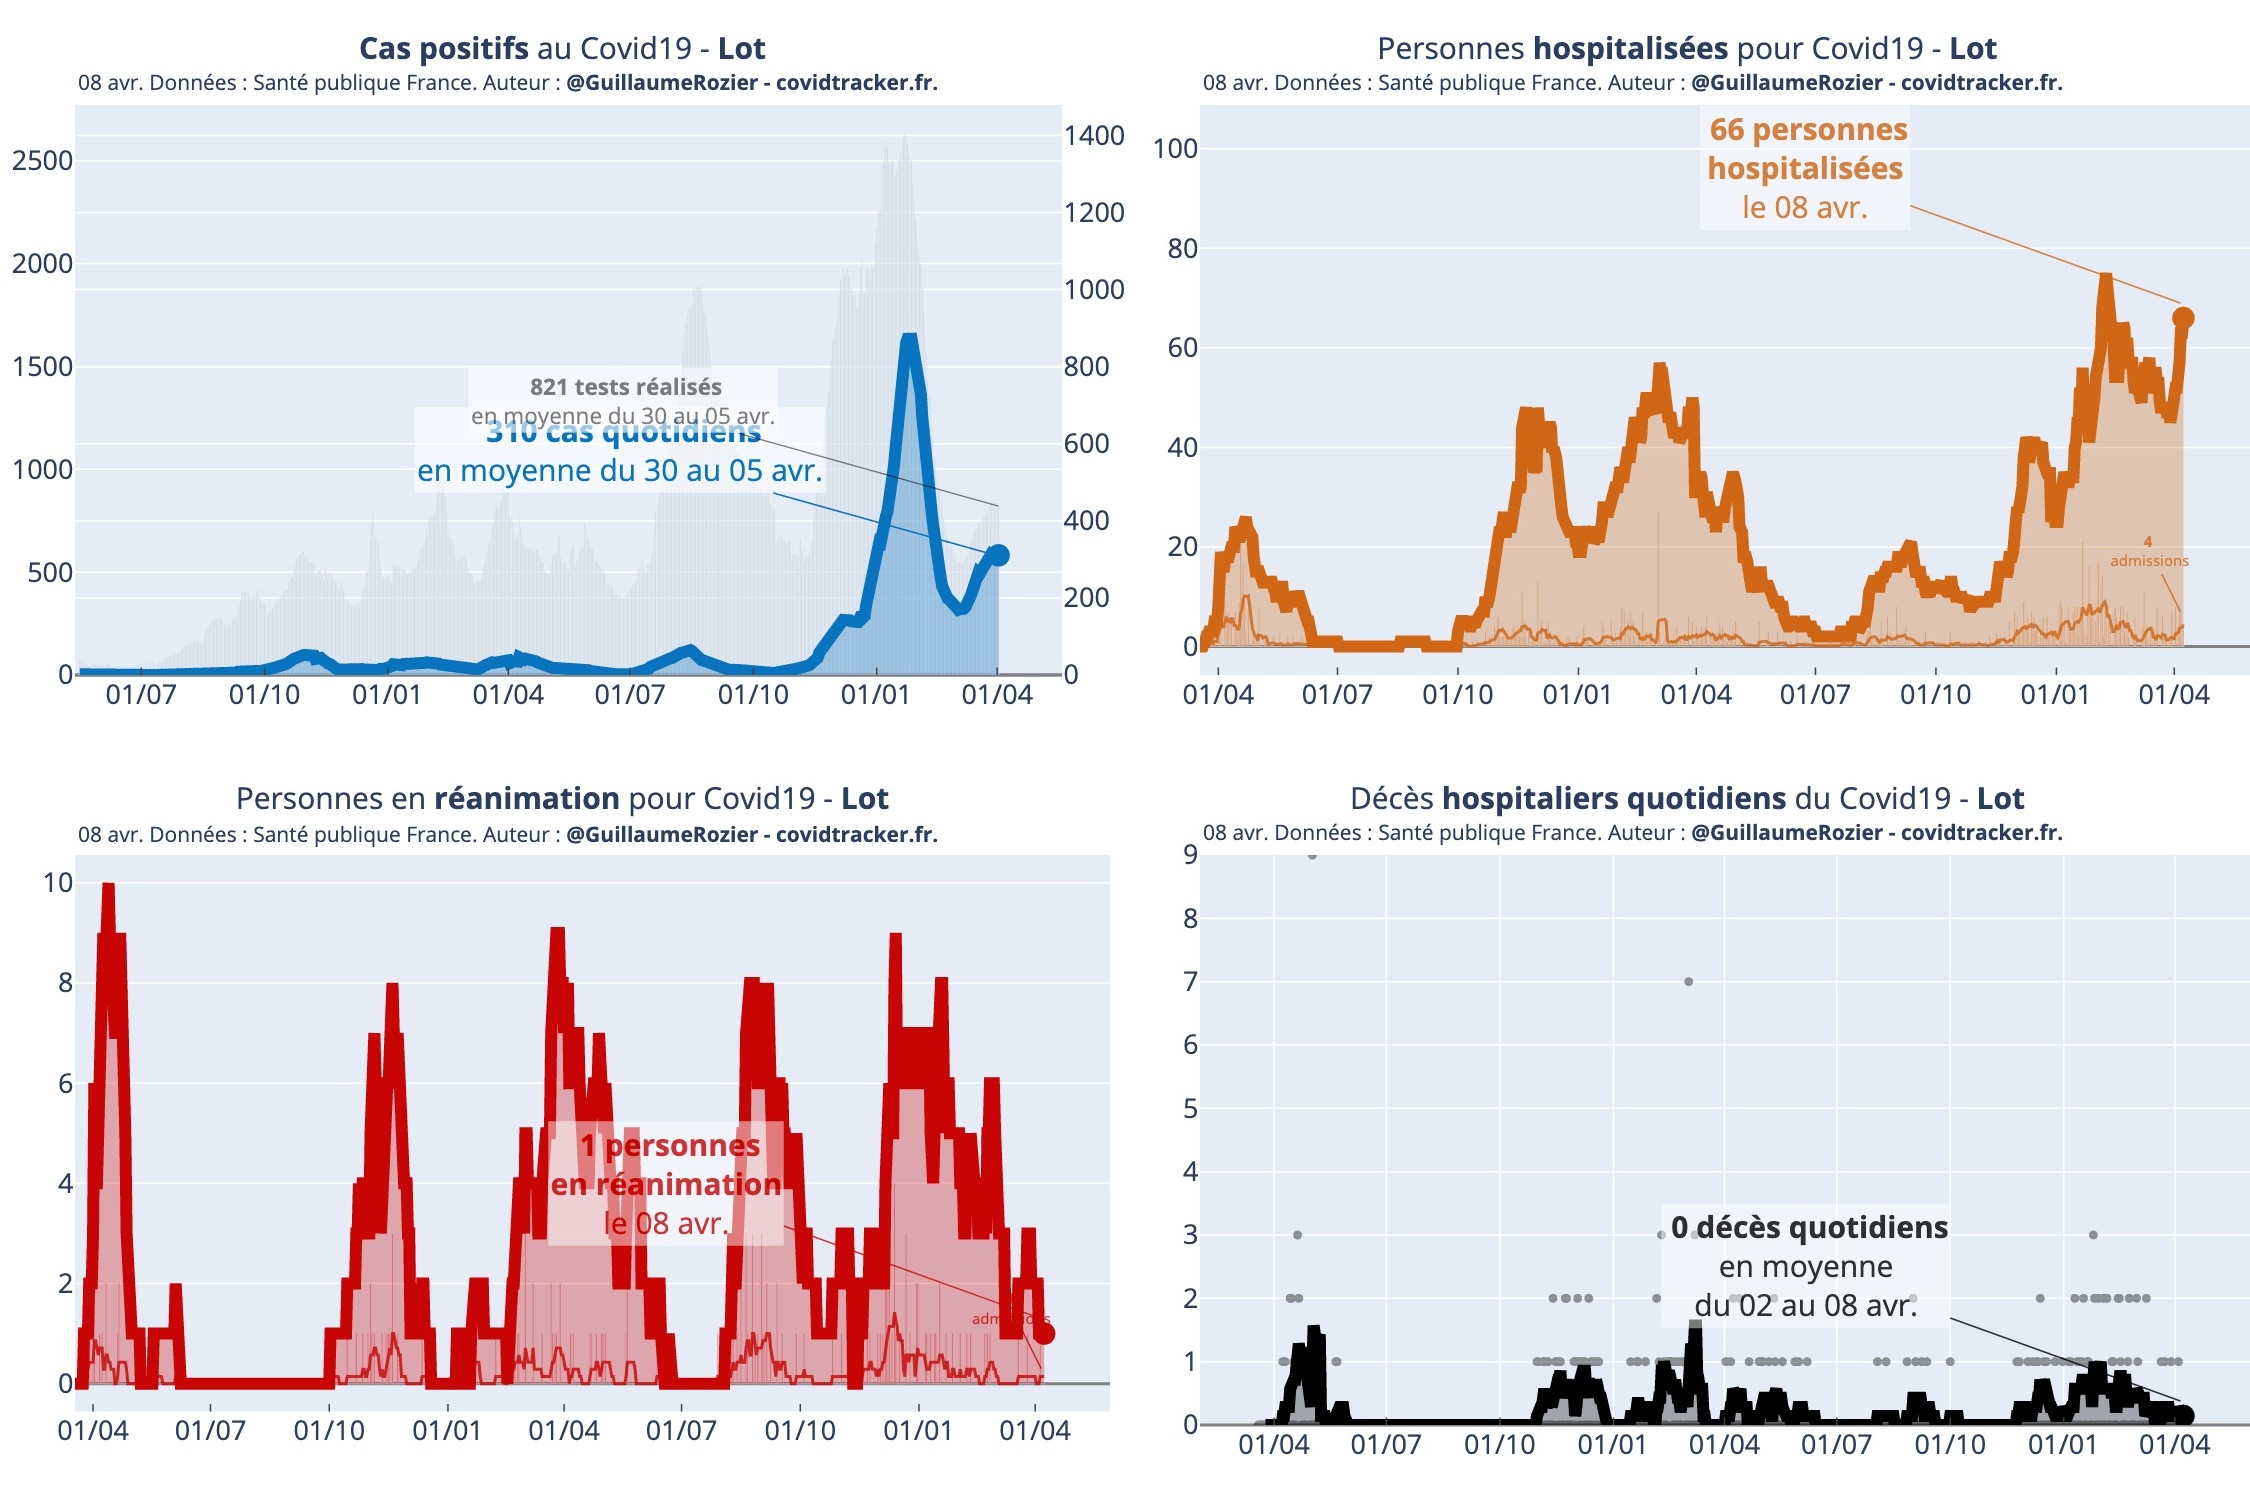 Cas positifs au Covid19 - Lot
08 avr. Données : Santé publique France. Auteur : @GuillaumeRozier - covidtracker.fr.
2500
2000
1500
1000
500
0
1400
1200
1000
800
600
400
200
0
821 tests réalisés
en moyenne du 30 au 05 avr.
310 cas quotidiens
en moyenne du 30 au 05 avr.
01/07 01/10 01/01 01/04 01/07 01/10 01/01 01/04
Personnes hospitalisées pour Covid19 - Lot
08 avr. Données : Santé publique France. Auteur : @GuillaumeRozier - covidtracker.fr.
100
80
60
40
20
0
66 personnes
hospitalisées
le 08 avr.
4
admissions
01/04 01/07 01/10 01/01 01/04 01/07 01/10 01/01 01/04
Personnes en réanimation pour Covid19 - Lot
08 avr. Données : Santé publique France. Auteur : @GuillaumeRozier - covidtracker.fr.
10
8
6
4
2
0
1 personnes
en réanimation
le 08 avr.
admissions
01/04 01/07 01/10 01/01 01/04 01/07 01/10 01/01 01/04
Décès hospitaliers quotidiens du Covid19 - Lot
08 avr. Données : Santé publique France. Auteur : @GuillaumeRozier - covidtracker.fr.
9
8
7
6
5
4
3
2
1
0
0 décès quotidiens
en moyenne
du 02 au 08 avr.
01/04 01/07 01/10 01/01 01/04 01/07 01/10 01/01 01/04